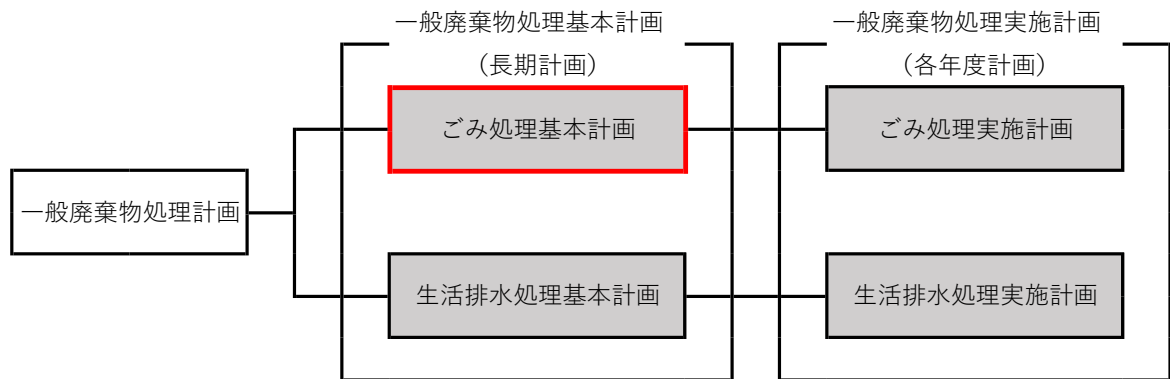 一般廃棄物処理基本計画
（長期計画）
一般廃棄物処理実施計画
（各年度計画）
ごみ処理基本計画
ごみ処理実施計画
一般廃棄物処理計画
生活排水処理基本計画
生活排水処理実施計画